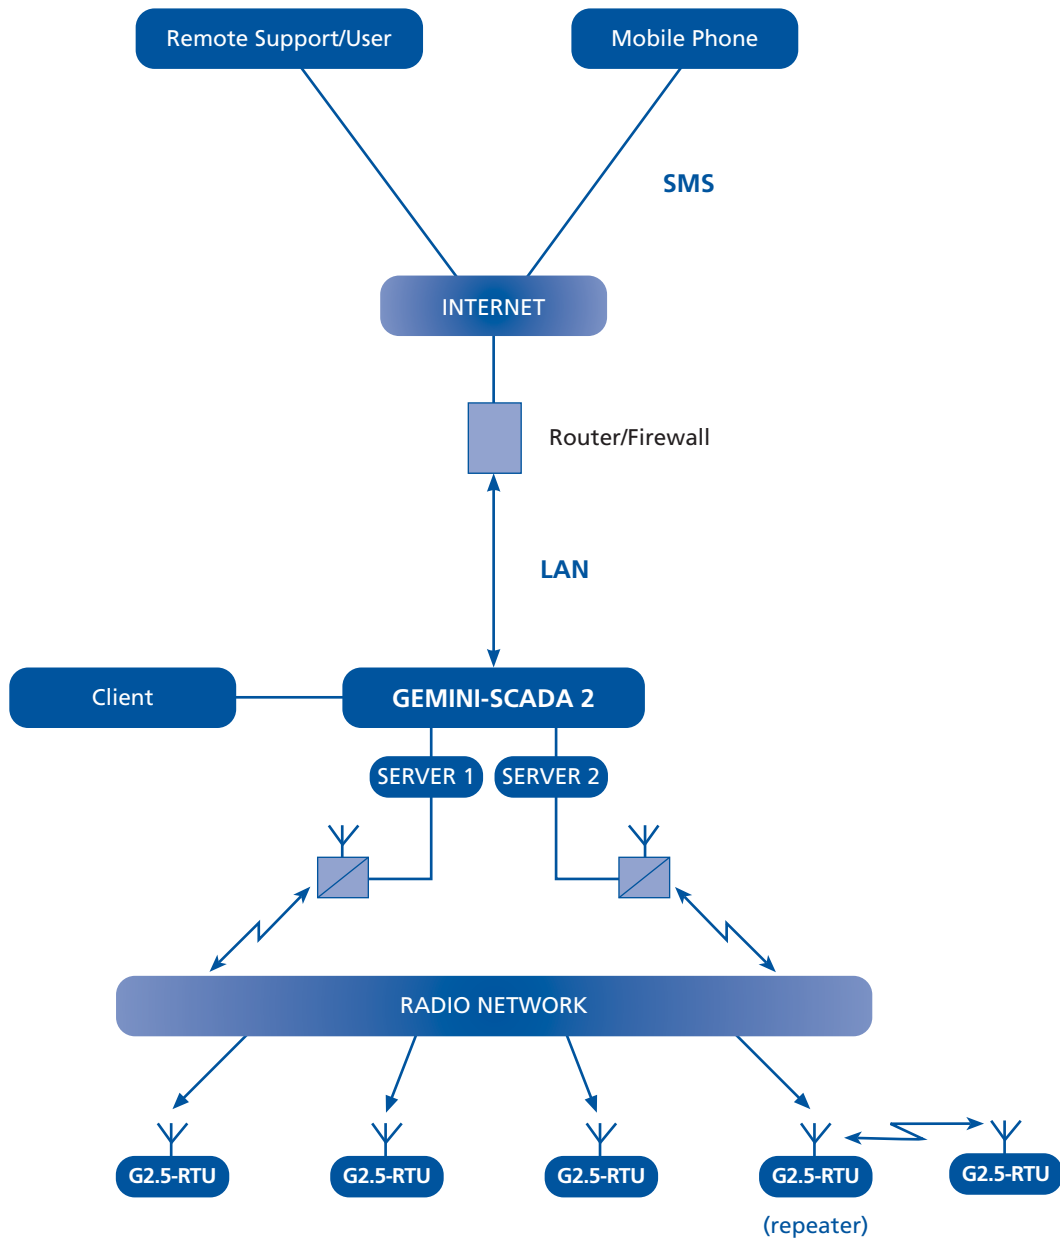 Remote Support/User
Mobile Phone
SMS
INTERNET
Router/Firewall
LAN
Client
GEMINI-SCADA 2
SERVER 1
SERVER 2
RADIO NETWORK
G2.5-RTU
G2.5-RTU
G2.5-RTU
G2.5-RTU
G2.5-RTU
(repeater)